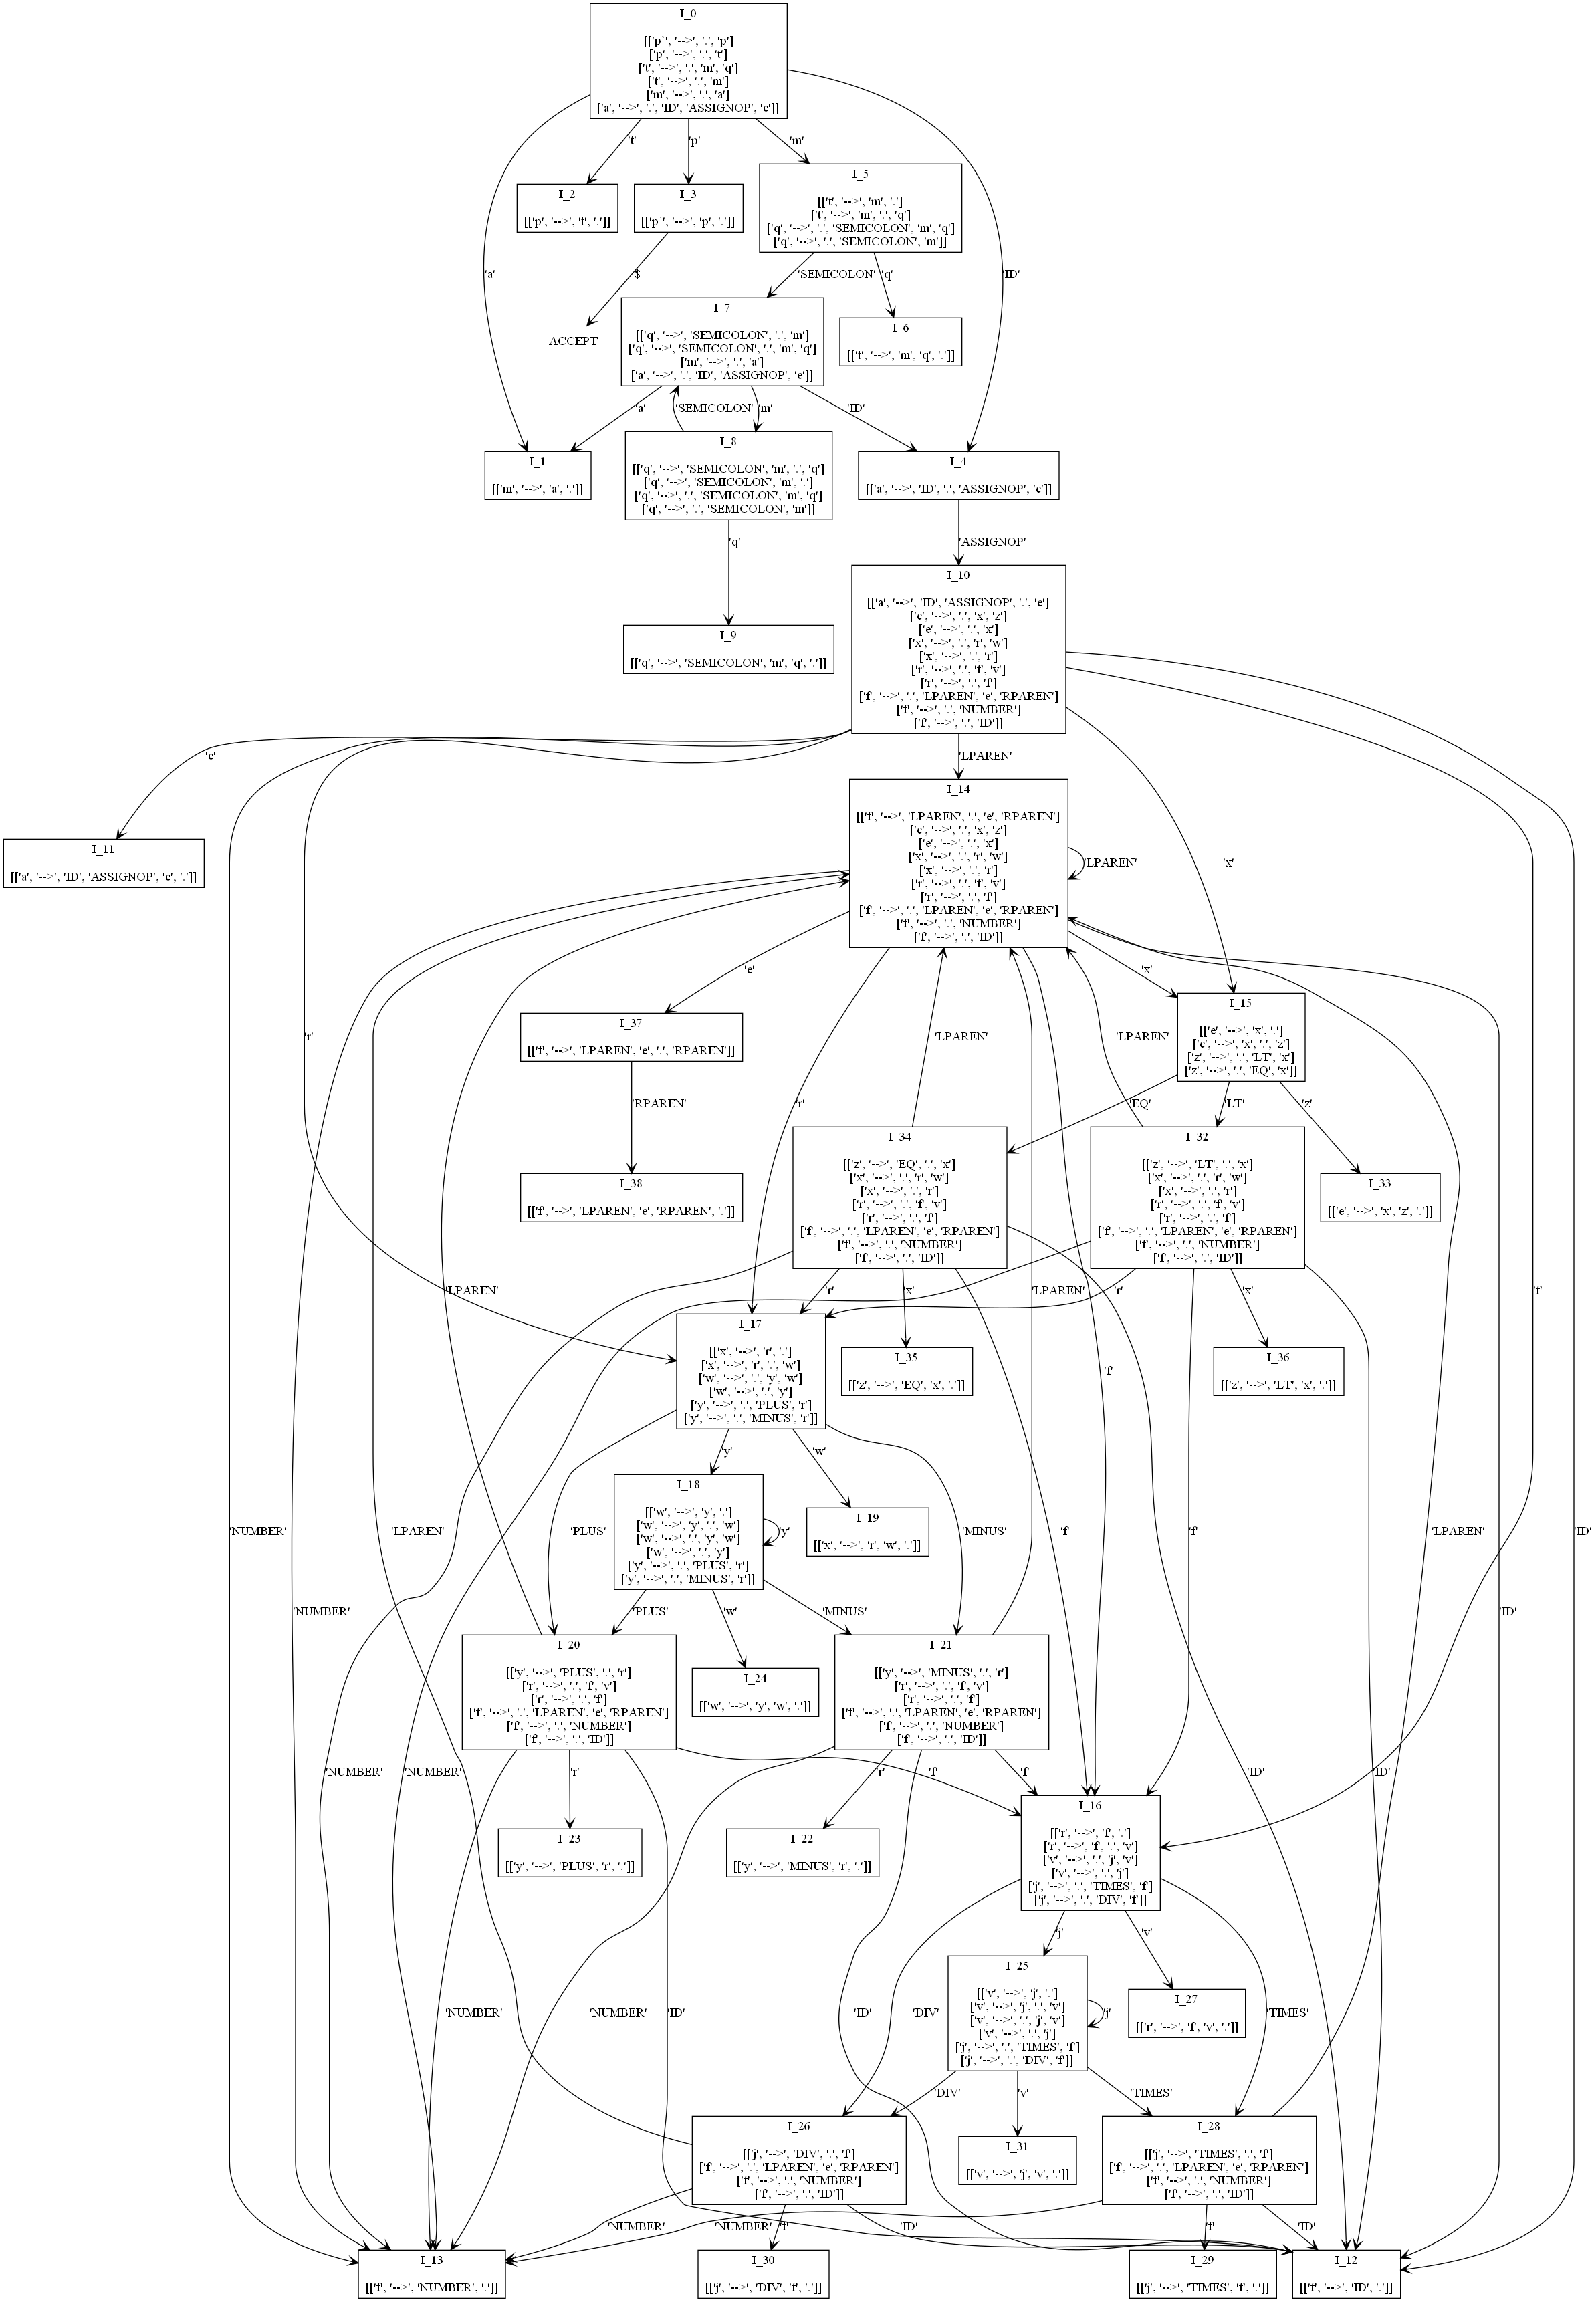 I_0
[['p`', '-->', '.', 'p']
['p', '-->', '.', 't']
['t', '-->', '.', 'm', 'q']
['t', '-->', '.', 'm']
['m', '-->', '.', 'a']
['a', '-->', '.', 'ID', 'ASSIGNOP', 'e']]
't'
'p'
'm'
I_2
[['p', '-->', 't', '.']]
I_3
[['p`', '-->', 'p', '.']]
I_5
[['t', '-->', 'm', '.']
['t', '-->', 'm', '.', 'q']
['q', '-->', '.', 'SEMICOLON', 'm', 'q']
['q', '-->', '.', 'SEMICOLON', 'm']]
'a'
$
'SEMICOLON'
'q'
'ID'
ACCEPT
I_7
[['q', '-->', 'SEMICOLON', '.', 'm']
['q', '-->', 'SEMICOLON', '.', 'm', 'q']
['m', '-->', '.', 'a']
['a', '-->', '.', 'ID', 'ASSIGNOP', 'e']]
I_6
[['t', '-->', 'm', 'q', '.']]
'a'
'SEMICOLON'
'm'
'ID'
I_1
[['m', '-->', 'a', '.']]
I_8
[['q', '-->', 'SEMICOLON', 'm', '.', 'q']
['q', '-->', 'SEMICOLON', 'm', '.']
['q', '-->', '.', 'SEMICOLON', 'm', 'q']
['q', '-->', '.', 'SEMICOLON', 'm']]
I_4
[['a', '-->', 'ID', '.', 'ASSIGNOP', 'e']]
'q'
'ASSIGNOP'
I_9
[['q', '-->', 'SEMICOLON', 'm', 'q', '.']]
I_10
[['a', '-->', 'ID', 'ASSIGNOP', '.', 'e']
['e', '-->', '.', 'x', 'z']
['e', '-->', '.', 'x']
['x', '-->', '.', 'r', 'w']
['x', '-->', '.', 'r']
['r', '-->', '.', 'f', 'v']
['r', '-->', '.', 'f']
['f', '-->', '.', 'LPAREN', 'e', 'RPAREN']
['f', '-->', '.', 'NUMBER']
['f', '-->', '.', 'ID']]
'e'
'LPAREN'
I_11
[['a', '-->', 'ID', 'ASSIGNOP', 'e', '.']]
I_14
[['f', '-->', 'LPAREN', '.', 'e', 'RPAREN']
['e', '-->', '.', 'x', 'z']
['e', '-->', '.', 'x']
['x', '-->', '.', 'r', 'w']
['x', '-->', '.', 'r']
['r', '-->', '.', 'f', 'v']
['r', '-->', '.', 'f']
['f', '-->', '.', 'LPAREN', 'e', 'RPAREN']
['f', '-->', '.', 'NUMBER']
['f', '-->', '.', 'ID']]
'LPAREN'
'x'
'e'
'x'
I_37
[['f', '-->', 'LPAREN', 'e', '.', 'RPAREN']]
I_15
[['e', '-->', 'x', '.']
['e', '-->', 'x', '.', 'z']
['z', '-->', '.', 'LT', 'x']
['z', '-->', '.', 'EQ', 'x']]
'r'
'LPAREN'
'LPAREN'
'RPAREN'
'r'
'EQ'
'LT'
'z'
I_38
[['f', '-->', 'LPAREN', 'e', 'RPAREN', '.']]
I_34
[['z', '-->', 'EQ', '.', 'x']
['x', '-->', '.', 'r', 'w']
['x', '-->', '.', 'r']
['r', '-->', '.', 'f', 'v']
['r', '-->', '.', 'f']
['f', '-->', '.', 'LPAREN', 'e', 'RPAREN']
['f', '-->', '.', 'NUMBER']
['f', '-->', '.', 'ID']]
I_32
[['z', '-->', 'LT', '.', 'x']
['x', '-->', '.', 'r', 'w']
['x', '-->', '.', 'r']
['r', '-->', '.', 'f', 'v']
['r', '-->', '.', 'f']
['f', '-->', '.', 'LPAREN', 'e', 'RPAREN']
['f', '-->', '.', 'NUMBER']
['f', '-->', '.', 'ID']]
I_33
[['e', '-->', 'x', 'z', '.']]
'LPAREN'
'r'
'x'
'LPAREN'
'r'
'x'
'f'
I_17
[['x', '-->', 'r', '.']
['x', '-->', 'r', '.', 'w']
['w', '-->', '.', 'y', 'w']
['w', '-->', '.', 'y']
['y', '-->', '.', 'PLUS', 'r']
['y', '-->', '.', 'MINUS', 'r']]
I_35
[['z', '-->', 'EQ', 'x', '.']]
'f'
I_36
[['z', '-->', 'LT', 'x', '.']]
'y'
'w'
I_18
[['w', '-->', 'y', '.']
['w', '-->', 'y', '.', 'w']
['w', '-->', '.', 'y', 'w']
['w', '-->', '.', 'y']
['y', '-->', '.', 'PLUS', 'r']
['y', '-->', '.', 'MINUS', 'r']]
I_19
[['x', '-->', 'r', 'w', '.']]
'NUMBER'
'LPAREN'
'PLUS'
'y'
'MINUS'
'f'
'f'
'LPAREN'
'ID'
'NUMBER'
'PLUS'
'w'
'MINUS'
'ID'
I_20
[['y', '-->', 'PLUS', '.', 'r']
['r', '-->', '.', 'f', 'v']
['r', '-->', '.', 'f']
['f', '-->', '.', 'LPAREN', 'e', 'RPAREN']
['f', '-->', '.', 'NUMBER']
['f', '-->', '.', 'ID']]
I_24
[['w', '-->', 'y', 'w', '.']]
I_21
[['y', '-->', 'MINUS', '.', 'r']
['r', '-->', '.', 'f', 'v']
['r', '-->', '.', 'f']
['f', '-->', '.', 'LPAREN', 'e', 'RPAREN']
['f', '-->', '.', 'NUMBER']
['f', '-->', '.', 'ID']]
'NUMBER'
'NUMBER'
'r'
'f'
'r'
'f'
'ID'
'ID'
I_23
[['y', '-->', 'PLUS', 'r', '.']]
I_22
[['y', '-->', 'MINUS', 'r', '.']]
I_16
[['r', '-->', 'f', '.']
['r', '-->', 'f', '.', 'v']
['v', '-->', '.', 'j', 'v']
['v', '-->', '.', 'j']
['j', '-->', '.', 'TIMES', 'f']
['j', '-->', '.', 'DIV', 'f']]
'j'
'v'
I_25
[['v', '-->', 'j', '.']
['v', '-->', 'j', '.', 'v']
['v', '-->', '.', 'j', 'v']
['v', '-->', '.', 'j']
['j', '-->', '.', 'TIMES', 'f']
['j', '-->', '.', 'DIV', 'f']]
I_27
[['r', '-->', 'f', 'v', '.']]
'NUMBER'
'ID'
'NUMBER'
'ID'
'DIV'
'j'
'TIMES'
'DIV'
'v'
'TIMES'
I_26
[['j', '-->', 'DIV', '.', 'f']
['f', '-->', '.', 'LPAREN', 'e', 'RPAREN']
['f', '-->', '.', 'NUMBER']
['f', '-->', '.', 'ID']]
I_31
[['v', '-->', 'j', 'v', '.']]
I_28
[['j', '-->', 'TIMES', '.', 'f']
['f', '-->', '.', 'LPAREN', 'e', 'RPAREN']
['f', '-->', '.', 'NUMBER']
['f', '-->', '.', 'ID']]
'NUMBER'
'NUMBER'
'f'
'ID'
'f'
'ID'
I_13
[['f', '-->', 'NUMBER', '.']]
I_30
[['j', '-->', 'DIV', 'f', '.']]
I_29
[['j', '-->', 'TIMES', 'f', '.']]
I_12
[['f', '-->', 'ID', '.']]